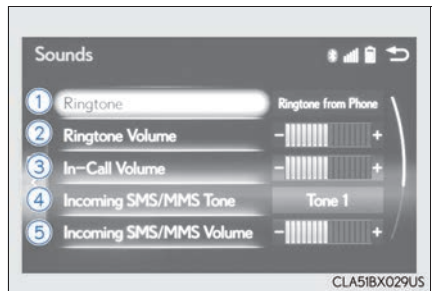 Sounds
1 Ringtone Ringtone from Phone
2 Ringtone Volume - +
3 In-Call Volume - +
4 Incoming SMS/MMS Tone Tone 1
5 Incoming SMS/MMS Volume - +
CLA51BX029US